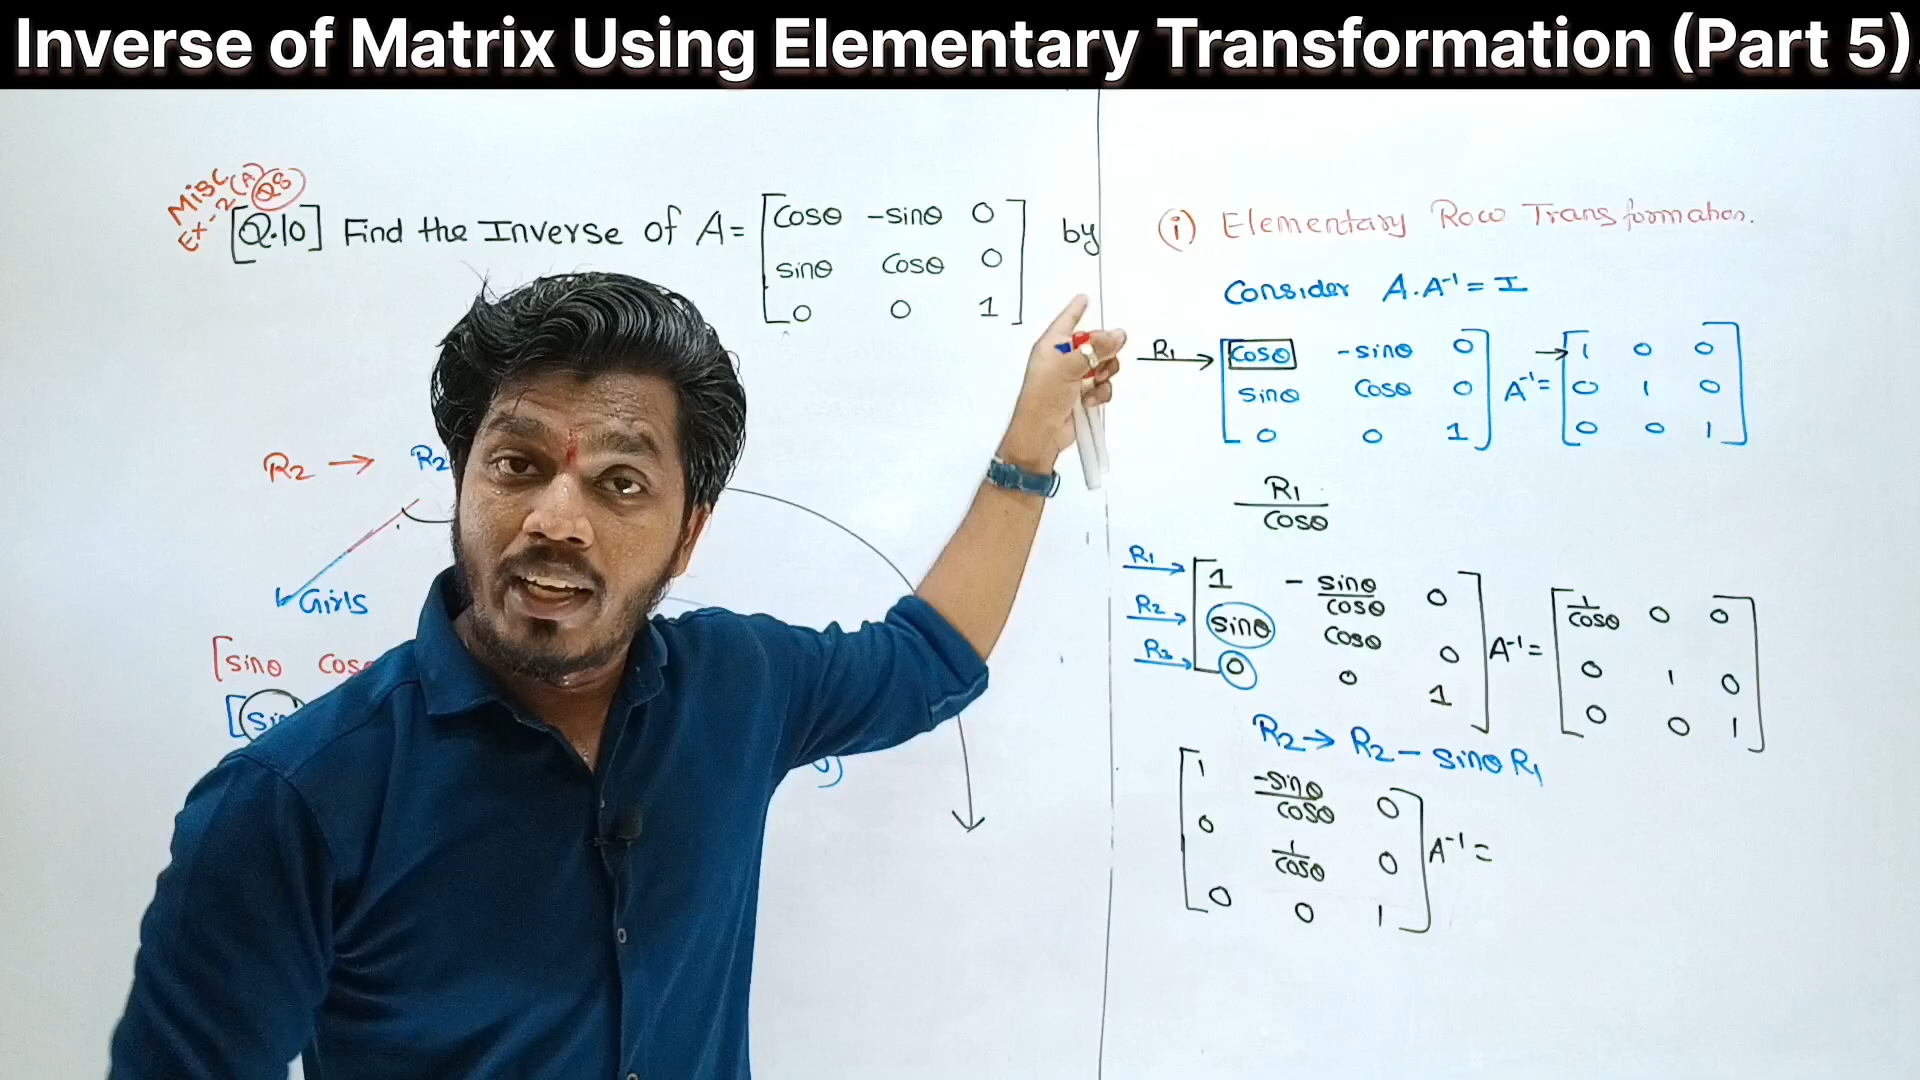 Inverse of Matrix Using Elementary Transformation (Part 5).
Misc
Ex-2(A) Q8
[Q.10] Find the Inverse of A= [cosθ -sinθ 0 by
sinθ cosθ 0
0 0 1]
R2 → R2
Girls
[sinθ cosθ
[sin
(i) Elementary Row Transformation.
Consider A.A⁻¹ = I
R1 → [cosθ -sinθ 0 → [1 0 0
sinθ cosθ 0 A⁻¹= 0 1 0
0 0 1] 0 0 1]
R1
cosθ
R1 → [1 - sinθ/cosθ 0 [1/cosθ 0 0
R2 → sinθ cosθ 0 A⁻¹= 0 1 0
R3 → 0 0 1] 0 0 1]
R2 → R2 - sinθ R1
[1 -sinθ/cosθ 0
0 1/cosθ 0 A⁻¹ =
0 0 1]